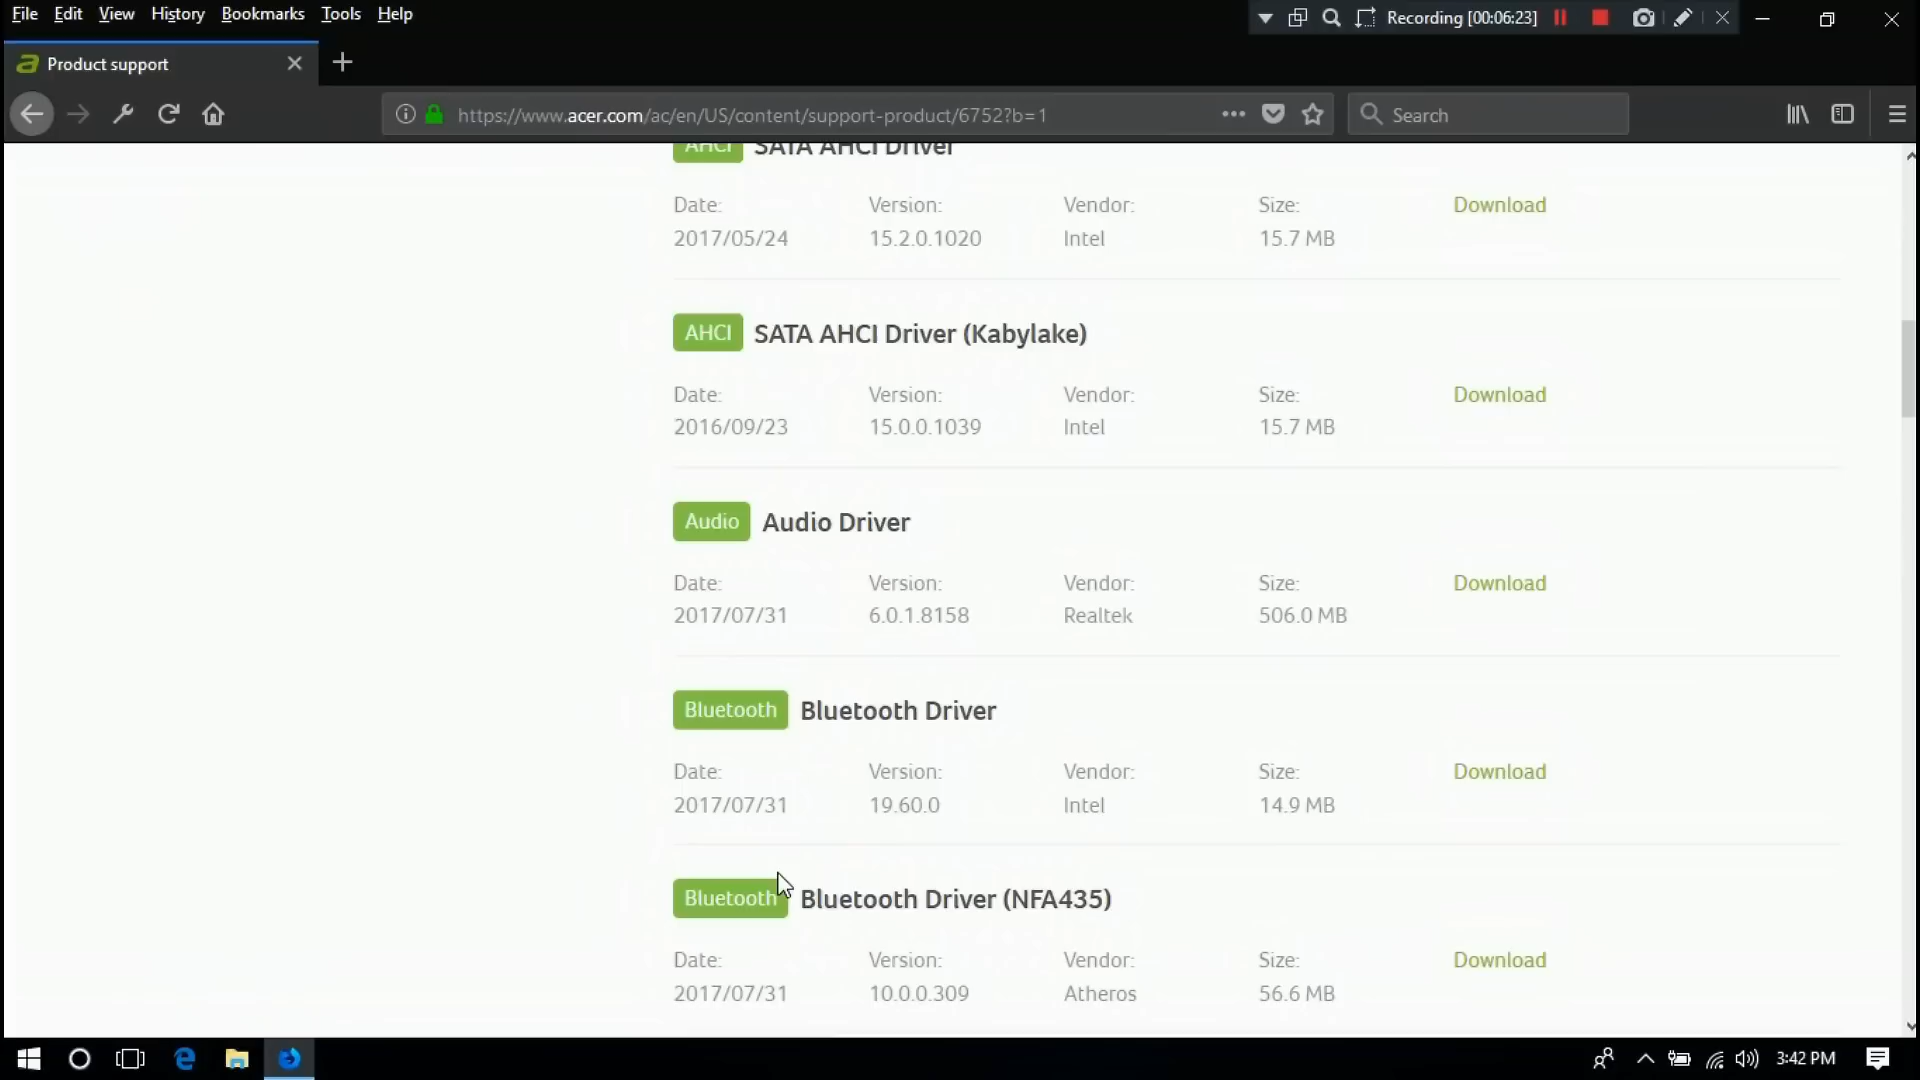 File Edit View History Bookmarks Tools Help
Recording [00:06:23]
Product support
https://www.acer.com/ac/en/US/content/support-product/6752?b=1
Search
AHCI SATA AHCI Driver
Date: Version: Vendor: Size: Download
2017/05/24 15.2.0.1020 Intel 15.7 MB
AHCI SATA AHCI Driver (Kabylake)
Date: Version: Vendor: Size: Download
2016/09/23 15.0.0.1039 Intel 15.7 MB
Audio Audio Driver
Date: Version: Vendor: Size: Download
2017/07/31 6.0.1.8158 Realtek 506.0 MB
Bluetooth Bluetooth Driver
Date: Version: Vendor: Size: Download
2017/07/31 19.60.0 Intel 14.9 MB
Bluetooth Bluetooth Driver (NFA435)
Date: Version: Vendor: Size: Download
2017/07/31 10.0.0.309 Atheros 56.6 MB
3:42 PM